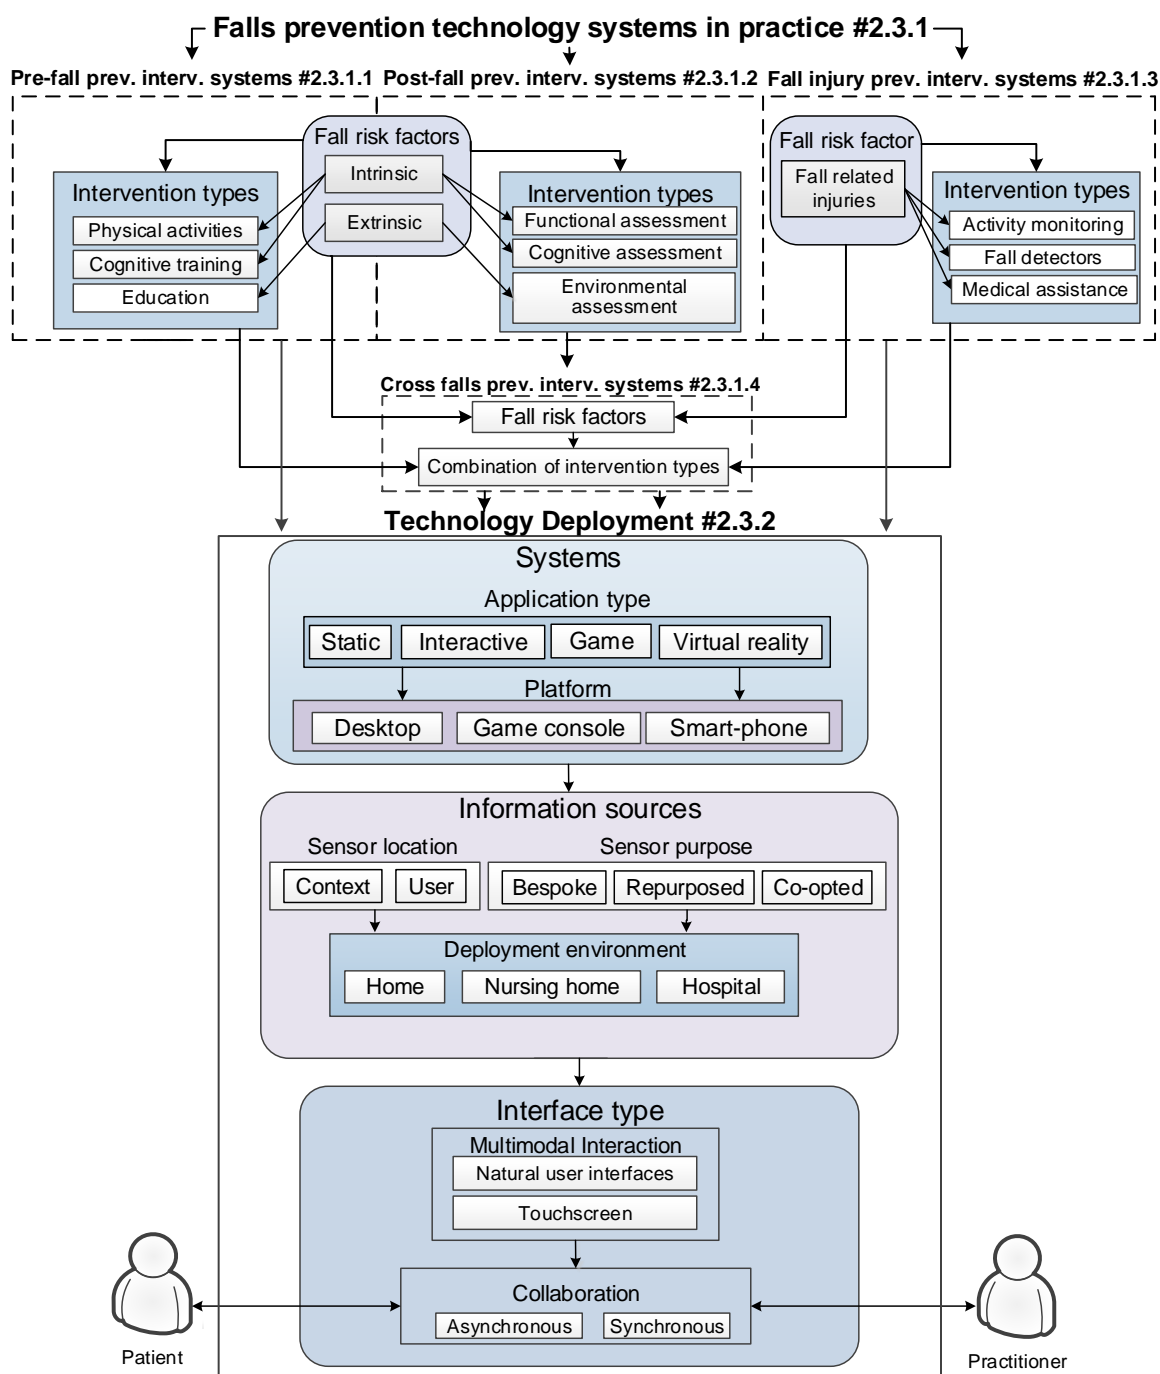 Falls prevention technology systems in practice #2.3.1
Pre-fall prev. interv. systems #2.3.1.1
Post-fall prev. interv. systems #2.3.1.2
Fall injury prev. interv. systems #2.3.1.3
Intervention types
Physical activities
Cognitive training
Education
Fall risk factors
Intrinsic
Extrinsic
Intervention types
Functional assessment
Cognitive assessment
Environmental
assessment
Fall risk factor
Fall related
injuries
Intervention types
Activity monitoring
Fall detectors
Medical assistance
Cross falls prev. interv. systems #2.3.1.4
Fall risk factors
Combination of intervention types
Technology Deployment #2.3.2
Systems
Application type
Static
Interactive
Game
Virtual reality
Platform
Desktop
Game console
Smart-phone
Information sources
Sensor location
Context
User
Sensor purpose
Bespoke
Repurposed
Co-opted
Deployment environment
Home
Nursing home
Hospital
Interface type
Multimodal Interaction
Natural user interfaces
Touchscreen
Collaboration
Asynchronous
Synchronous
Patient
Practitioner